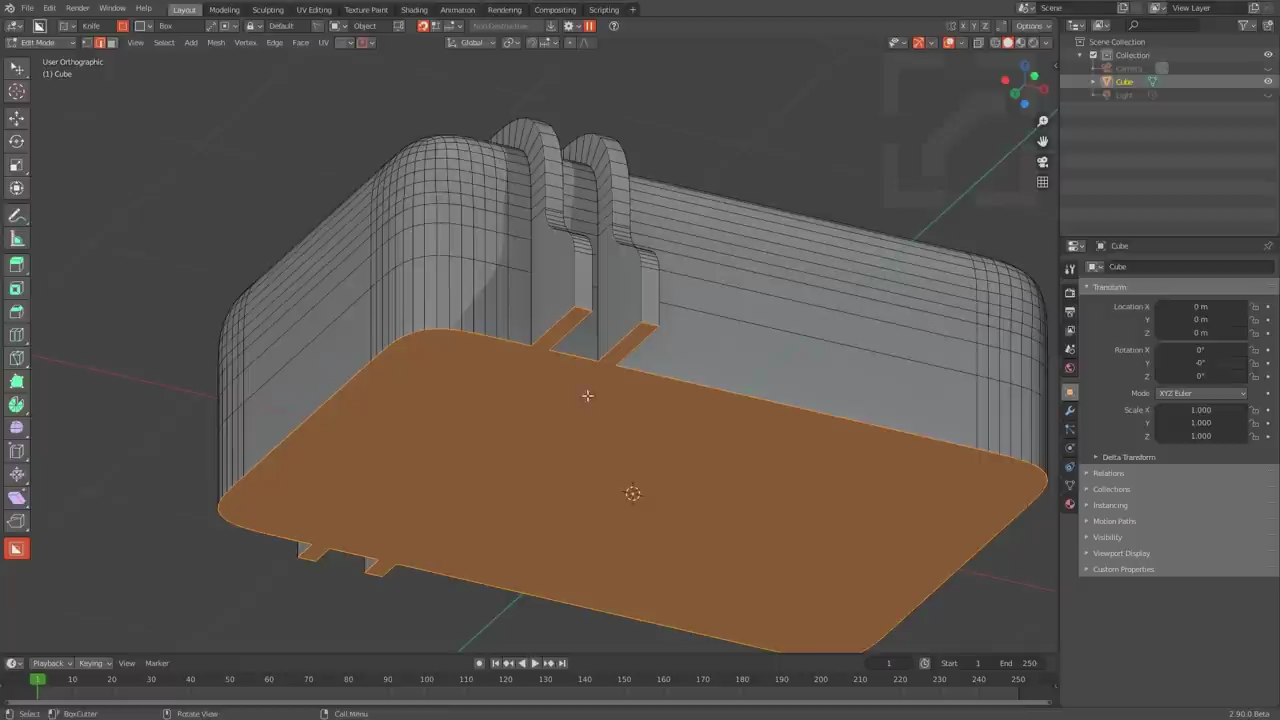 File Edit Render Window Help Layout Modeling Sculpting UV Editing Texture Paint Shading Animation Rendering Compositing Scripting + Scene View Layer
Knife Box Default Object Non-Destructive Options
X Y Z
Edit Mode View Select Add Mesh Vertex Edge Face UV Global
User Orthographic
(1) Cube
Scene Collection
Collection
Camera
Cube
Light
Cube
Cube
Transform
Location X 0 m
Y 0 m
Z 0 m
Rotation X 0°
Y -0°
Z 0°
Mode XYZ Euler
Scale X 1.000
Y 1.000
Z 1.000
Delta Transform
Relations
Collections
Instancing
Motion Paths
Visibility
Viewport Display
Custom Properties
Playback Keying View Marker 1 Start 1 End 250
1 10 20 30 40 50 60 70 80 90 100 110 120 130 140 150 160 170 180 190 200 210 220 230 240 250
Select BoxCutter Rotate View Call Menu 2.90.0 Beta